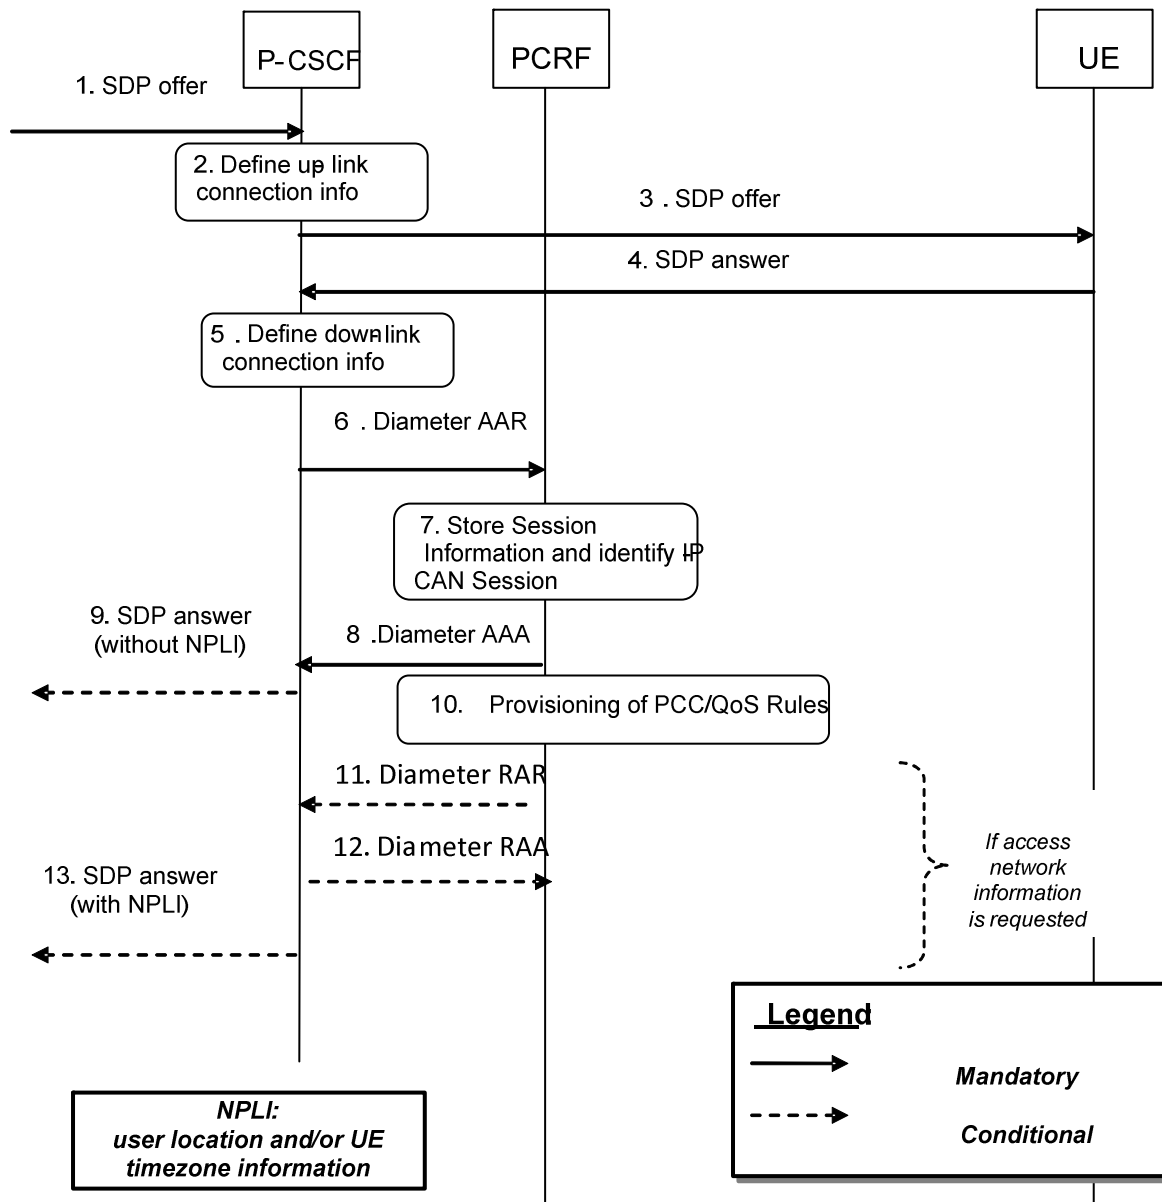 P-CSCF
PCRF
UE
1. SDP offer
2. Define up-link
connection info
3 . SDP offer
4. SDP answer
5 . Define down-link
connection info
6 . Diameter AAR
7. Store Session
Information and identify IP-
CAN Session
8 .Diameter AAA
9. SDP answer
(without NPLI)
10. Provisioning of PCC/QoS Rules
11. Diameter RAR
12. Diameter RAA
13. SDP answer
(with NPLI)
If access
network
information
is requested
Legend:
Mandatory
Conditional
NPLI:
user location and/or UE
timezone information